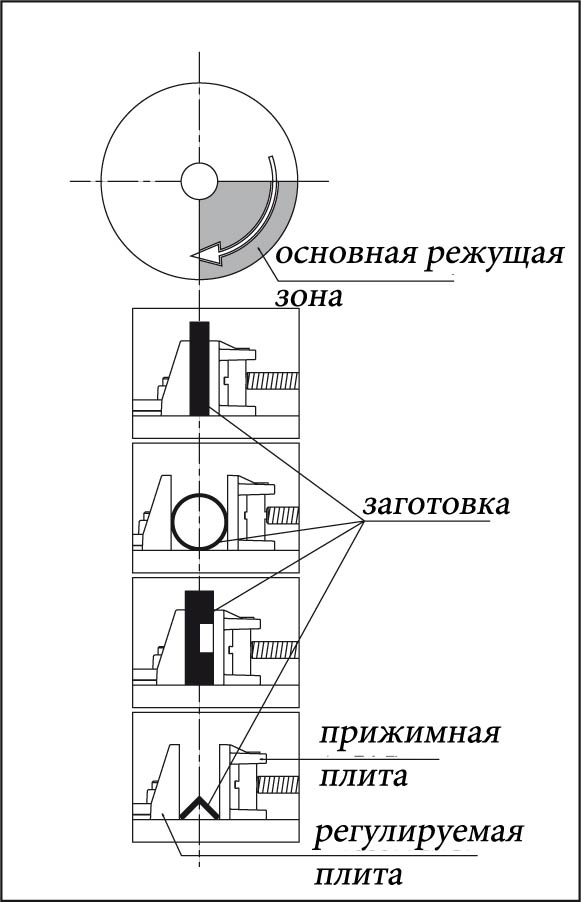 основная режущая
зона
заготовка
прижимная
плита
регулируемая
плита